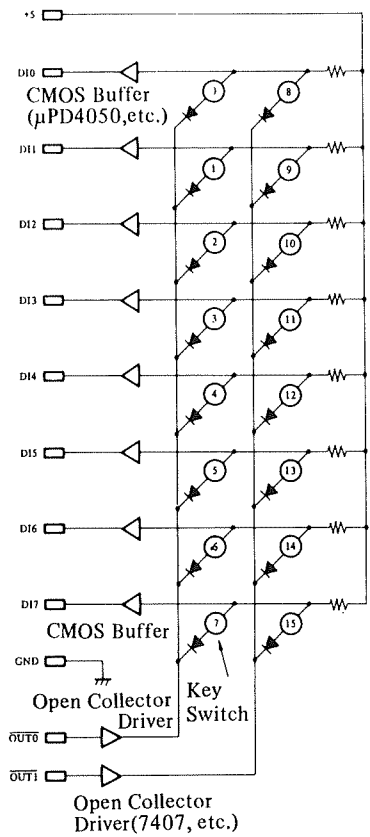 +5
DI0
8
CMOS Buffer
(μPD4050,etc.)
DI1
1 9
DI2
2 10
DI3
3 11
DI4
4 12
DI5
5 13
DI6
6 14
DI7
CMOS Buffer
7 15
GND
Open Collector
Driver
Key
Switch
OUT0
OUT1
Open Collector
Driver(7407, etc.)